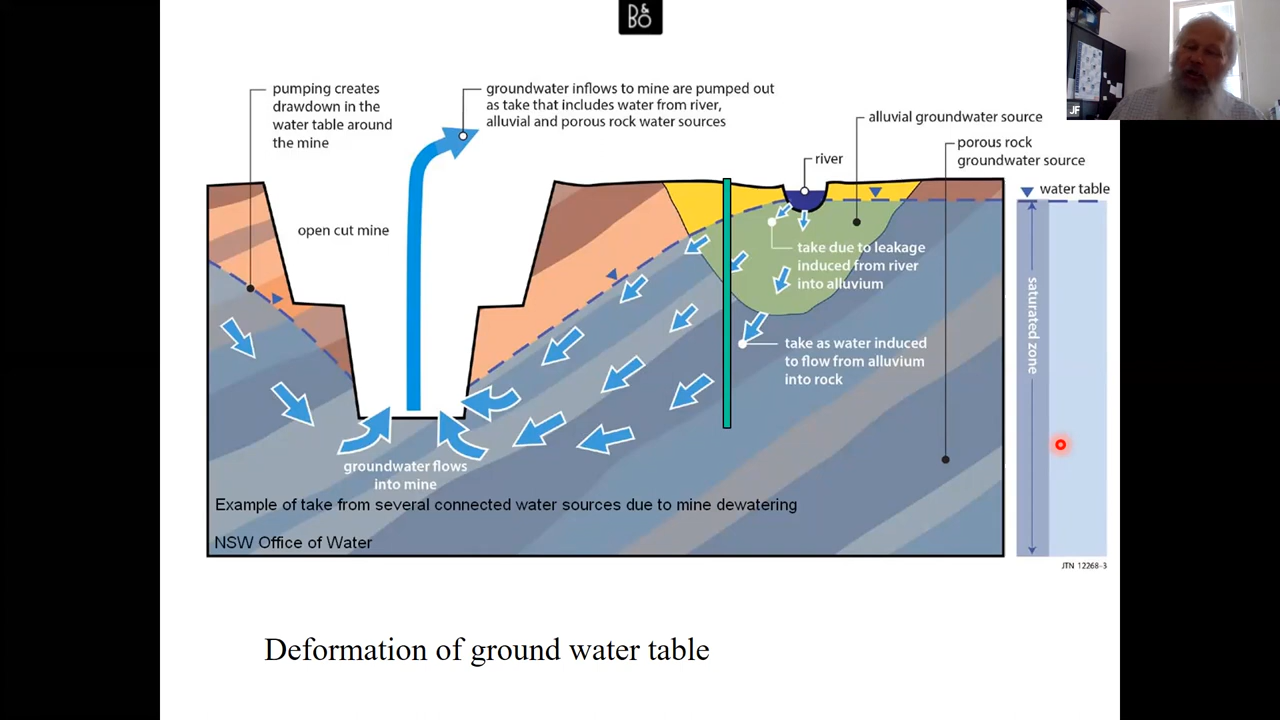 B&O
pumping creates
drawdown in the
water table around
the mine
groundwater inflows to mine are pumped out
as take that includes water from river,
alluvial and porous rock water sources
alluvial groundwater source
porous rock
groundwater source
river
water table
open cut mine
take due to leakage
induced from river
into alluvium
saturated zone
take as water induced
to flow from alluvium
into rock
groundwater flows
into mine
Example of take from several connected water sources due to mine dewatering
NSW Office of Water
JTN 12268-3
Deformation of ground water table
JF